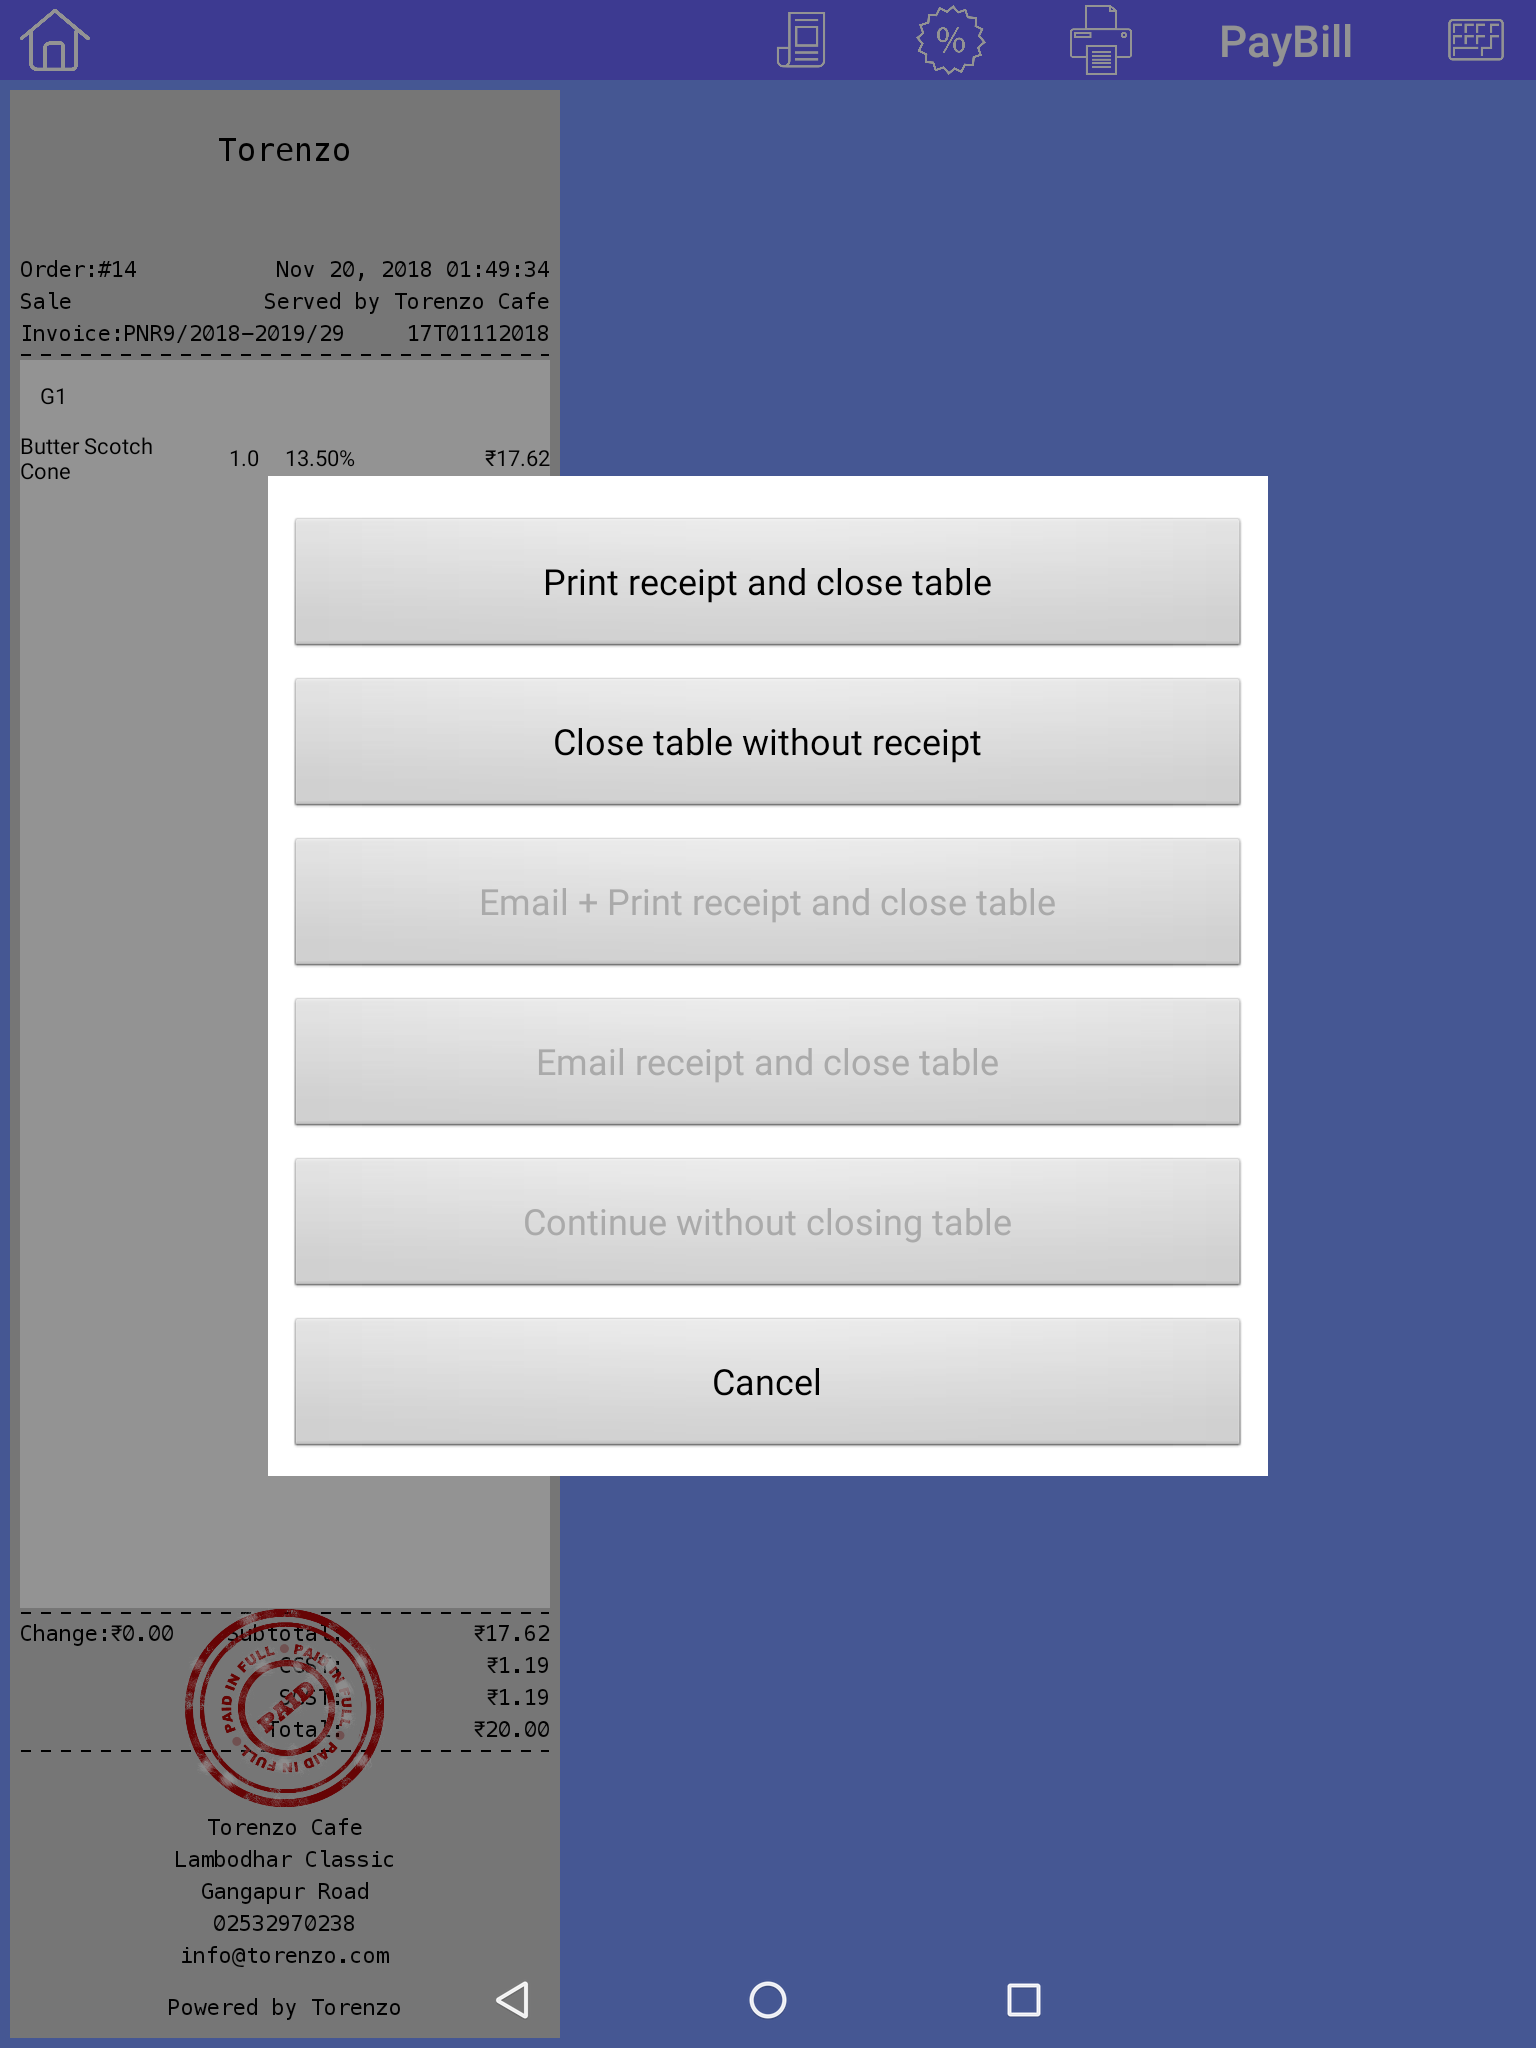 %
PayBill
Torenzo
Order:#14 Nov 20, 2018 01:49:34
Sale Served by Torenzo Cafe
Invoice:PNR9/2018-2019/29 17T01112018
G1
Butter Scotch
Cone 1.0 13.50% ₹17.62
Print receipt and close table
Close table without receipt
Email + Print receipt and close table
Email receipt and close table
Continue without closing table
Cancel
Change:₹0.00 Subtotal: ₹17.62
CGST: ₹1.19
SGST: ₹1.19
Total: ₹20.00
PAID IN FULL • PAID IN FULL • PAID IN FULL •
PAID
Torenzo Cafe
Lambodhar Classic
Gangapur Road
02532970238
info@torenzo.com
Powered by Torenzo